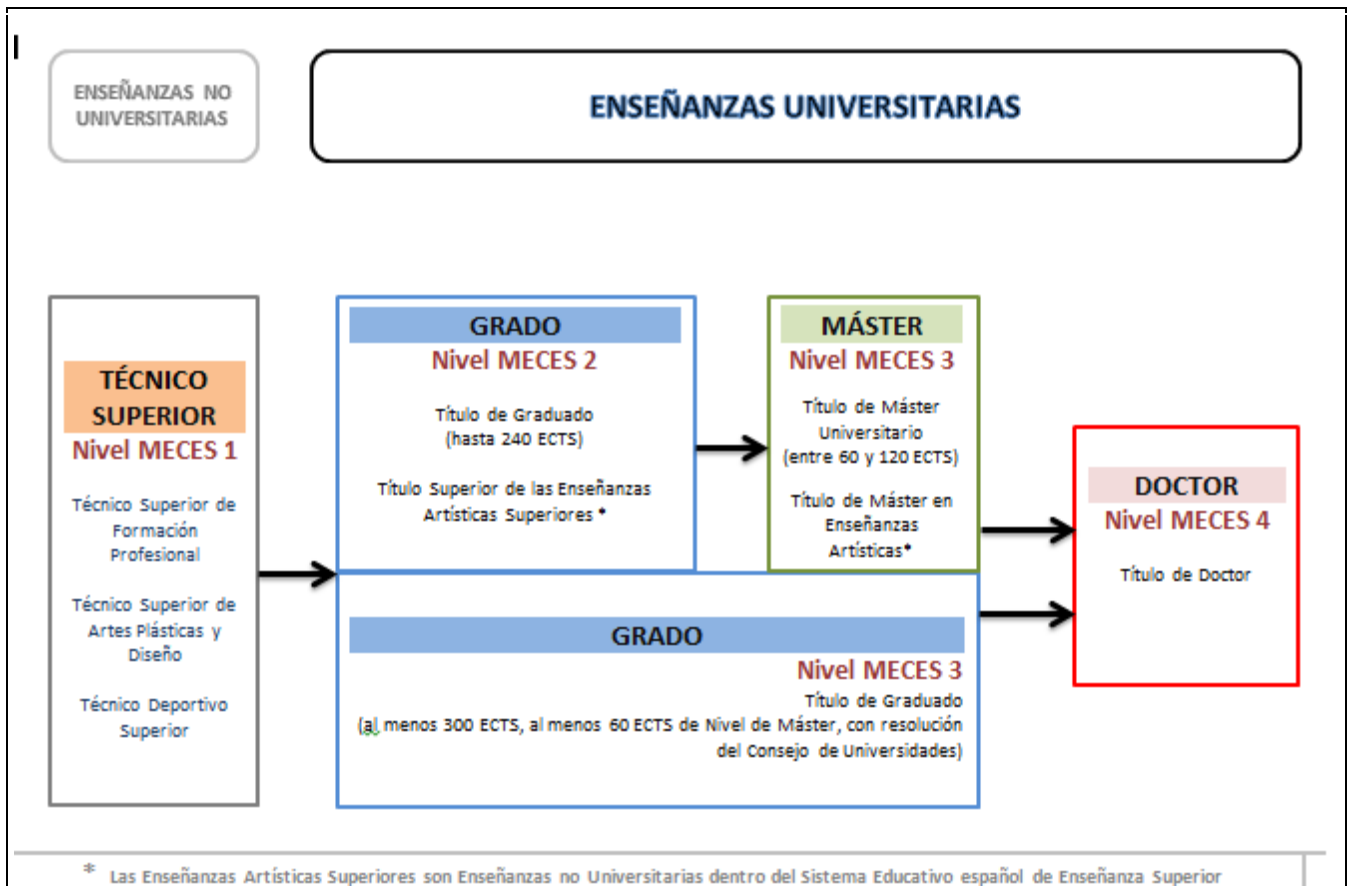 ENSEÑANZAS NO
UNIVERSITARIAS
ENSEÑANZAS UNIVERSITARIAS
TÉCNICO
SUPERIOR
Nivel MECES 1
Técnico Superior de
Formación
Profesional
Técnico Superior de
Artes Plásticas y
Diseño
Técnico Deportivo
Superior
GRADO
Nivel MECES 2
Título de Graduado
(hasta 240 ECTS)
Título Superior de las Enseñanzas
Artísticas Superiores *
MÁSTER
Nivel MECES 3
Título de Máster
Universitario
(entre 60 y 120 ECTS)
Título de Máster en
Enseñanzas
Artísticas*
GRADO
Nivel MECES 3
Título de Graduado
(al menos 300 ECTS, al menos 60 ECTS de Nivel de Máster, con resolución
del Consejo de Universidades)
DOCTOR
Nivel MECES 4
Título de Doctor
* Las Enseñanzas Artísticas Superiores son Enseñanzas no Universitarias dentro del Sistema Educativo español de Enseñanza Superior